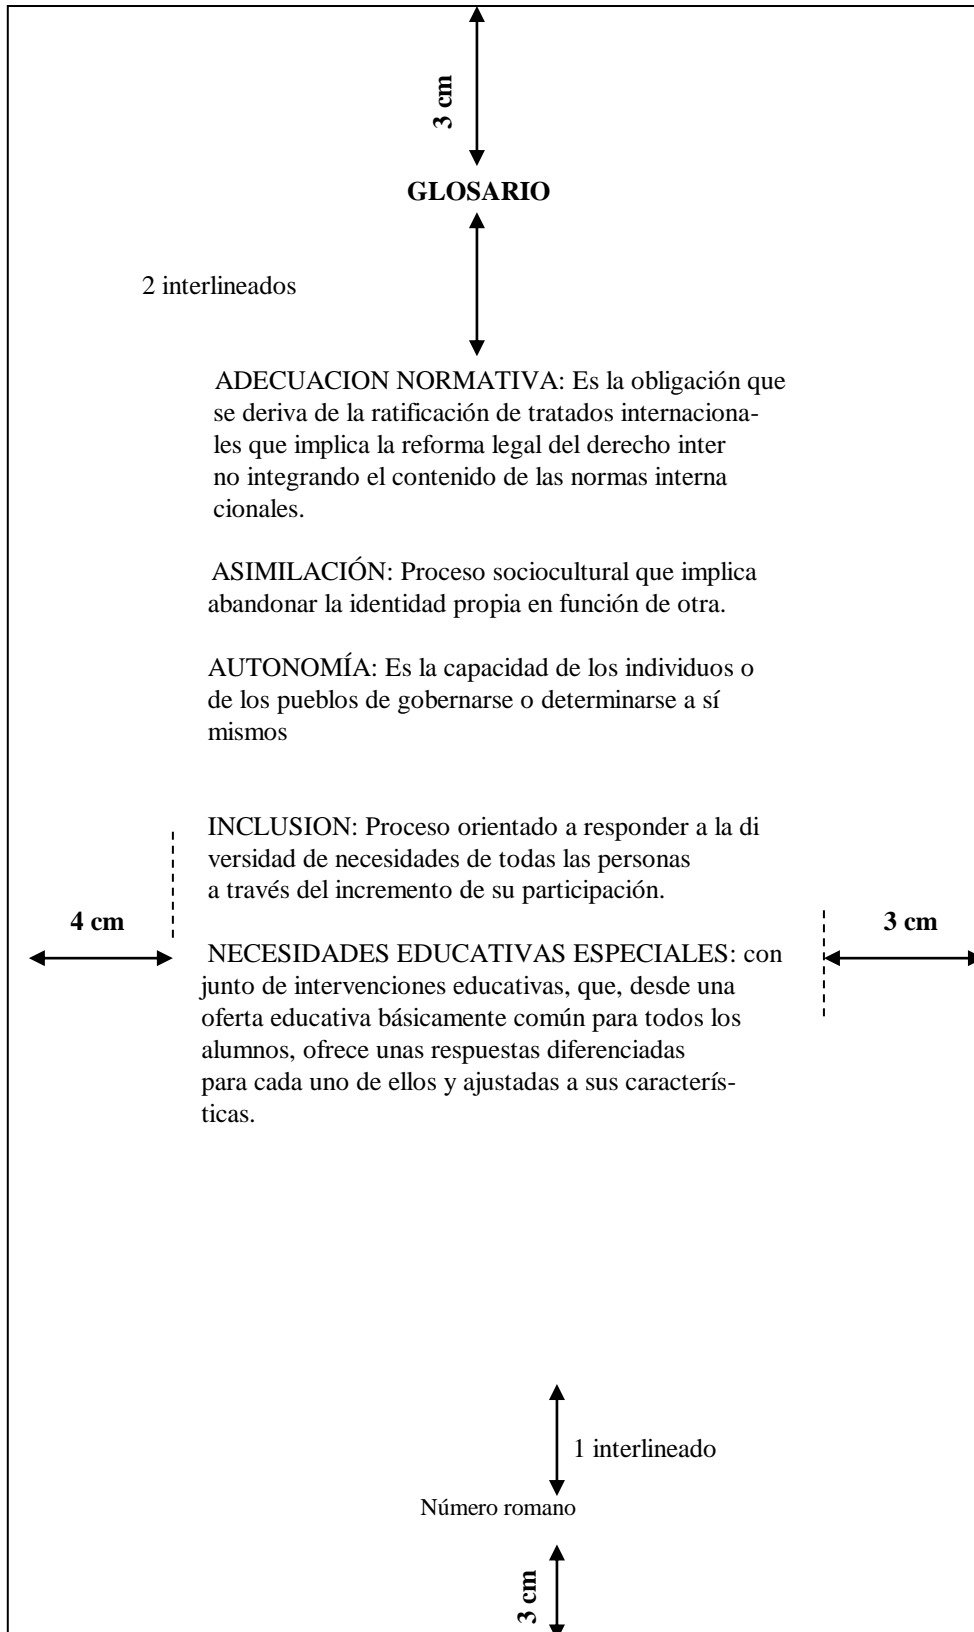 3 cm
GLOSARIO
2 interlineados
ADECUACION NORMATIVA: Es la obligación que
se deriva de la ratificación de tratados internaciona-
les que implica la reforma legal del derecho inter
no integrando el contenido de las normas interna
cionales.
ASIMILACIÓN: Proceso sociocultural que implica
abandonar la identidad propia en función de otra.
AUTONOMÍA: Es la capacidad de los individuos o
de los pueblos de gobernarse o determinarse a sí
mismos
INCLUSION: Proceso orientado a responder a la di
versidad de necesidades de todas las personas
a través del incremento de su participación.
4 cm
3 cm
NECESIDADES EDUCATIVAS ESPECIALES: con
junto de intervenciones educativas, que, desde una
oferta educativa básicamente común para todos los
alumnos, ofrece unas respuestas diferenciadas
para cada uno de ellos y ajustadas a sus caracterís-
ticas.
1 interlineado
Número romano
3 cm